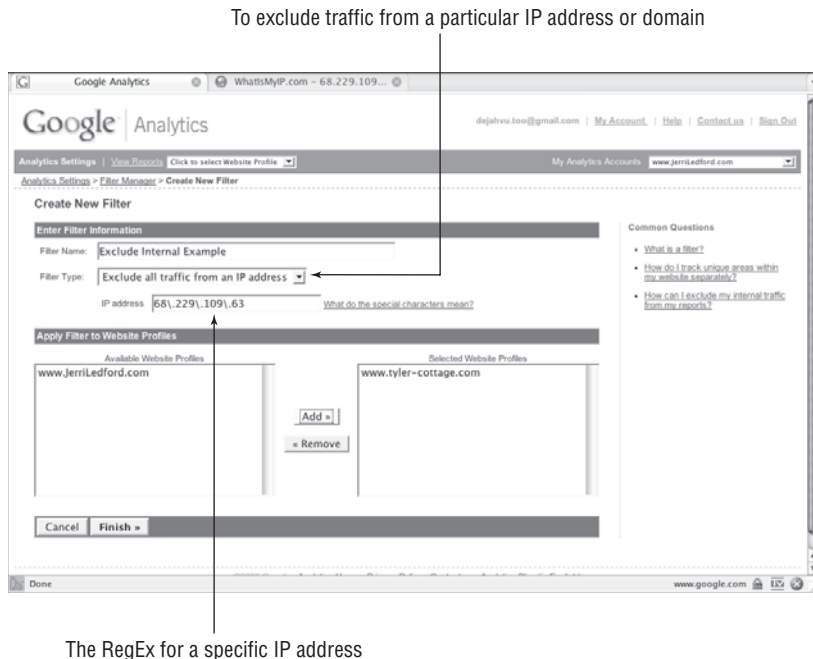 To exclude traffic from a particular IP address or domain
Google Analytics WhatIsMyIP.com – 68.229.109...
Google Analytics
dejahvu.too@gmail.com | My Account | Help | Contact us | Sign Out
Analytics Settings | View Reports Click to select Website Profile My Analytics Accounts www.JerriLedford.com
Analytics Settings > Filter Manager > Create New Filter
Create New Filter
Enter Filter Information
Filter Name: Exclude Internal Example
Filter Type: Exclude all traffic from an IP address
IP address 68\.229\.109\.63 What do the special characters mean?
Common Questions
What is a filter?
How do I track unique areas within
my website separately?
How can I exclude my internal traffic
from my reports?
Apply Filter to Website Profiles
Available Website Profiles Selected Website Profiles
www.JerriLedford.com www.tyler-cottage.com
Add »
« Remove
Cancel Finish »
Done www.google.com
The RegEx for a specific IP address